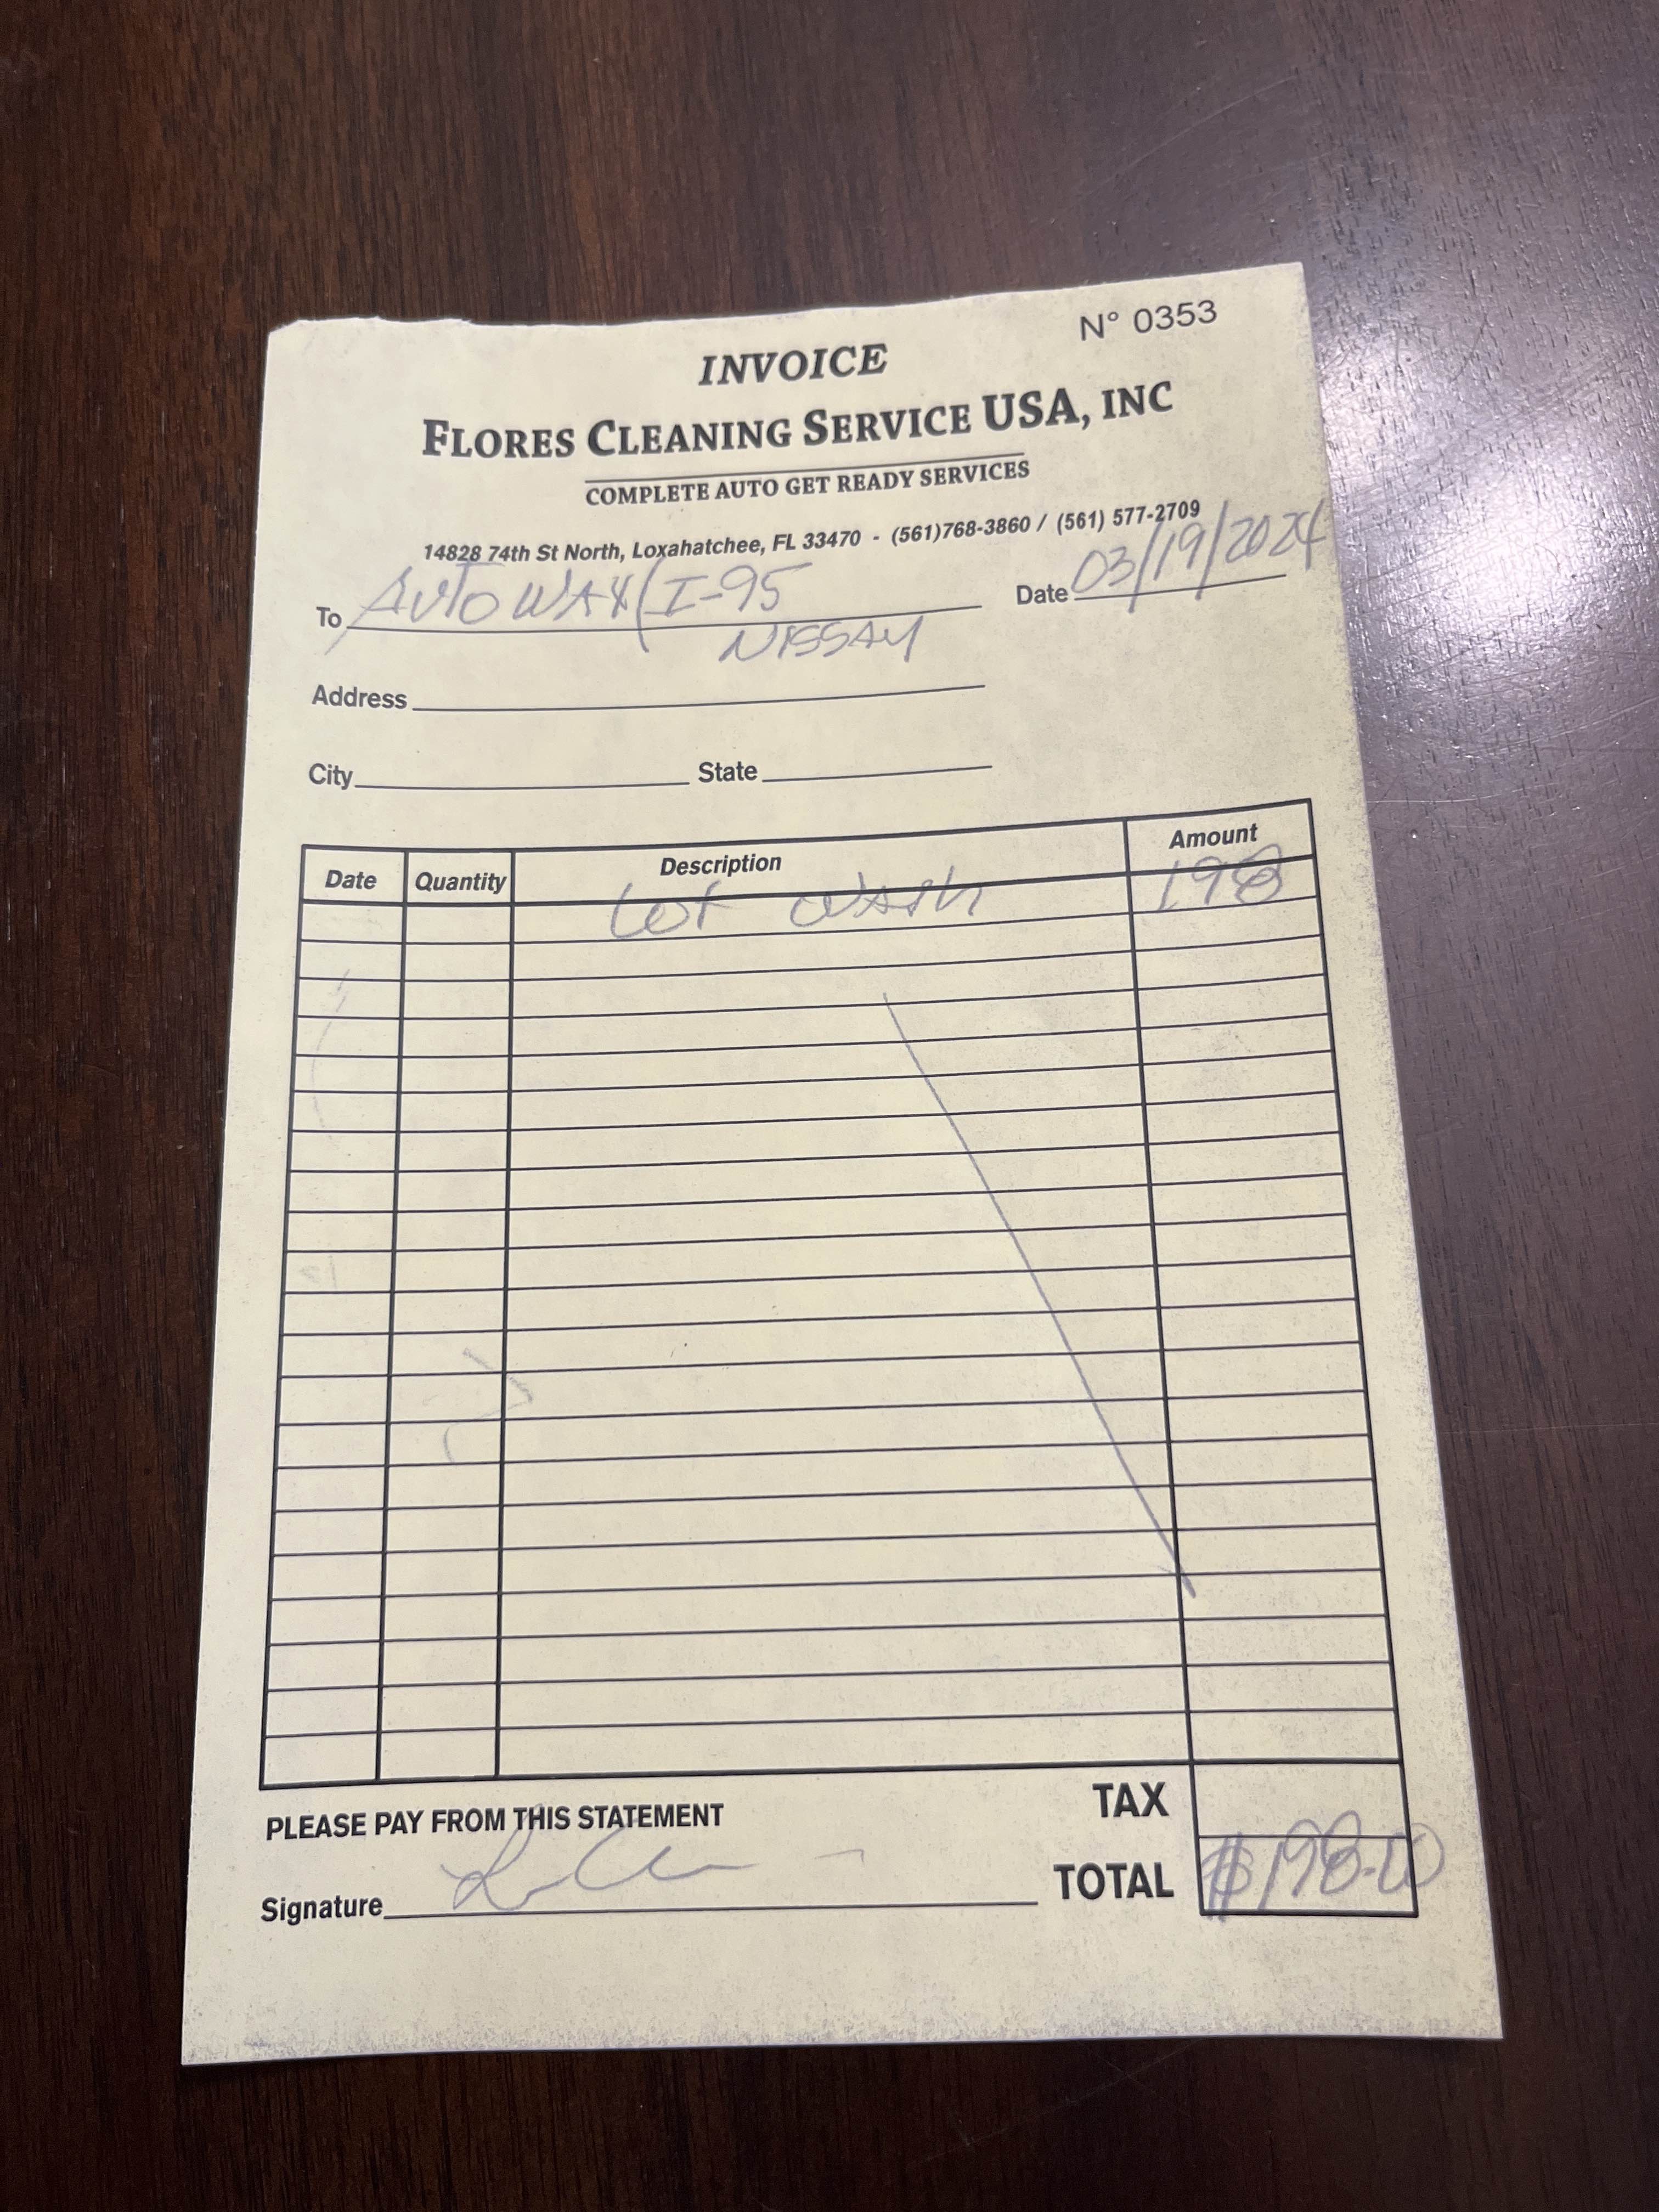 N° 0353
INVOICE
FLORES CLEANING SERVICE USA, INC
COMPLETE AUTO GET READY SERVICES
14828 74th St North, Loxahatchee, FL 33470 - (561)768-3860 / (561) 577-2709
To AUTO WAX (I-95 Date 03/19/2024
NISSAN
Address
City State
Date Quantity Description Amount
Lot wash 198
PLEASE PAY FROM THIS STATEMENT TAX
Signature TOTAL $198.00